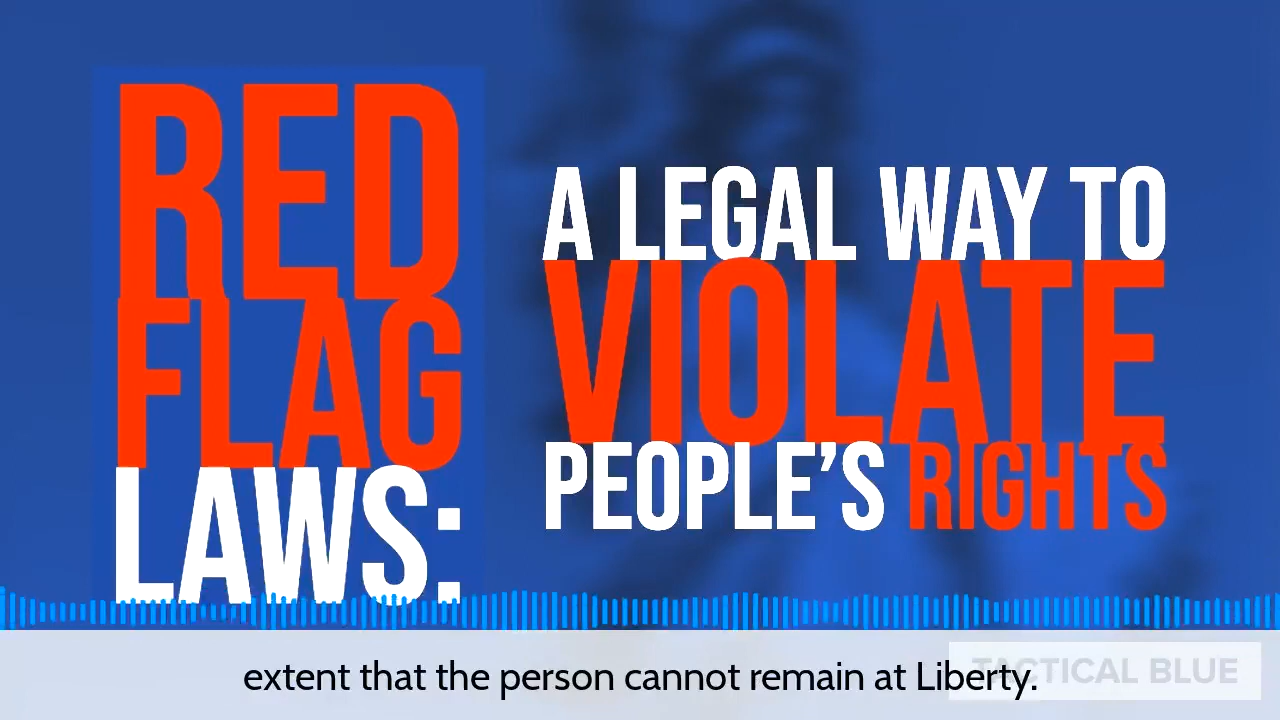 RED
FLAG
LAWS:
A LEGAL WAY TO
VIOLATE
PEOPLE’S RIGHTS
extent that the person cannot remain at Liberty.
TACTICAL BLUE